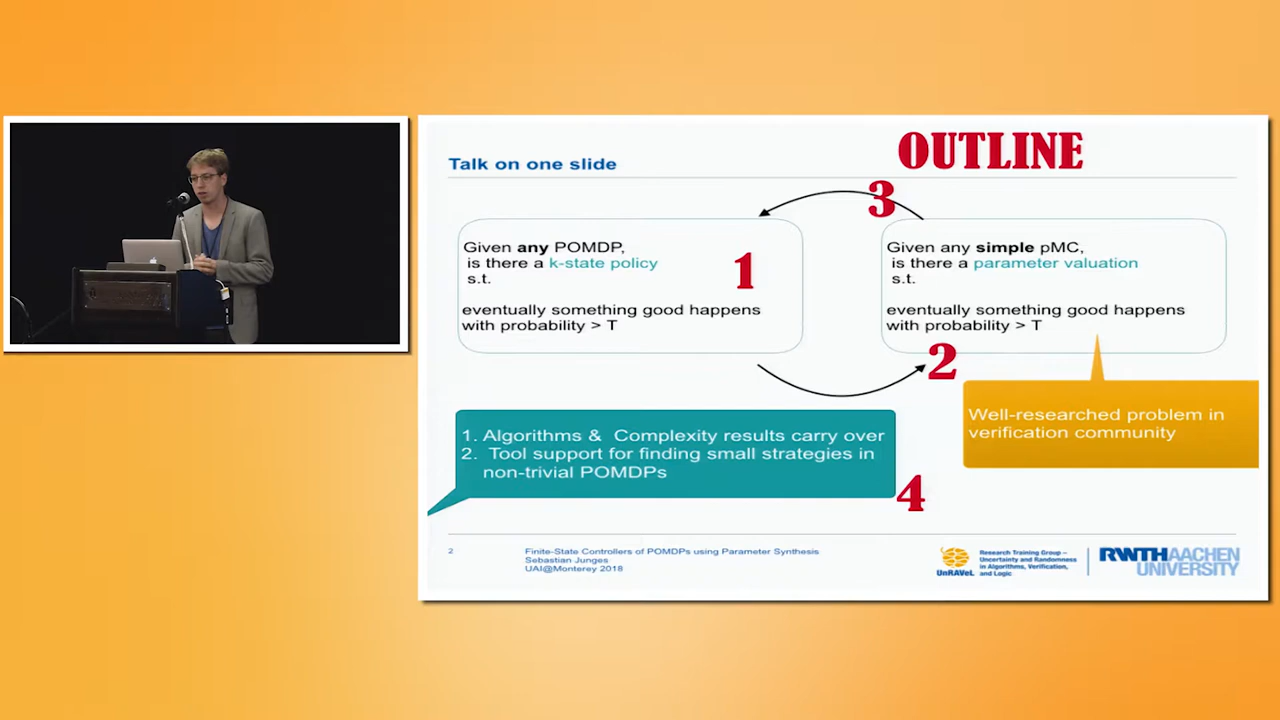 Talk on one slide
OUTLINE
3
Given any POMDP,
is there a k-state policy
s.t.
eventually something good happens
with probability > T
1
Given any simple pMC,
is there a parameter valuation
s.t.
eventually something good happens
with probability > T
2
Well-researched problem in
verification community
1. Algorithms & Complexity results carry over
2. Tool support for finding small strategies in
non-trivial POMDPs
4
2
Finite-State Controllers of POMDPs using Parameter Synthesis
Sebastian Junges
UAI@Monterey 2018
UnRAVeL
Research Training Group –
Uncertainty and Randomness
in Algorithms, Verification,
and Logic
RWTHAACHEN
UNIVERSITY